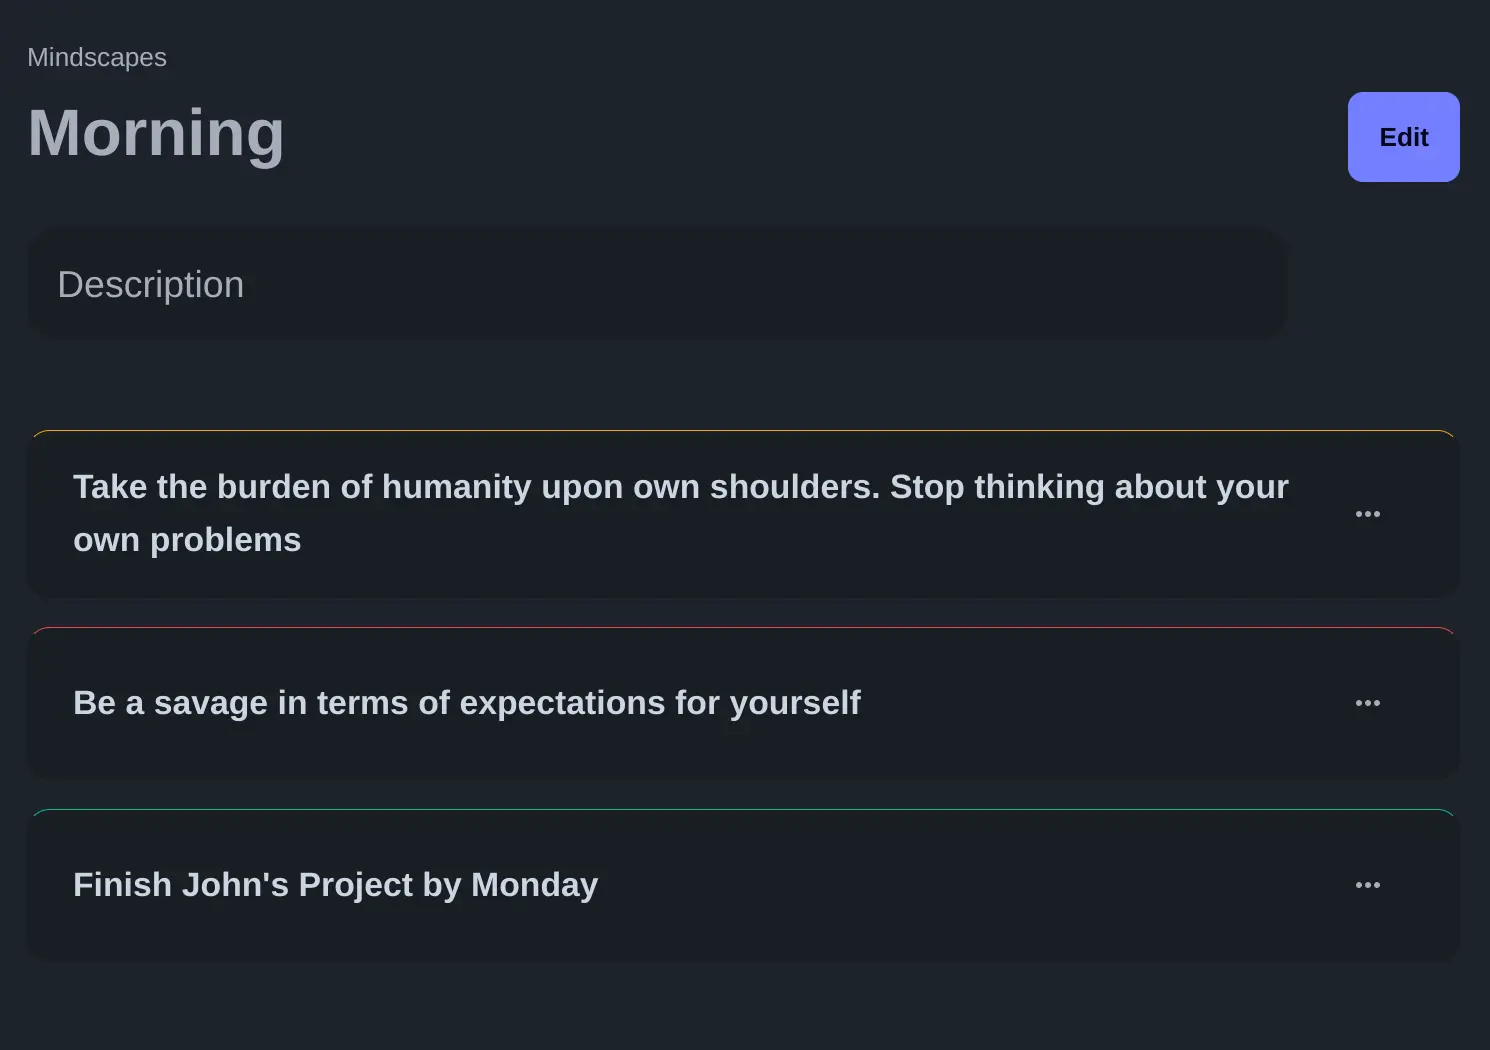 Mindscapes
Morning
Edit
Description
Take the burden of humanity upon own shoulders. Stop thinking about your
own problems
Be a savage in terms of expectations for yourself
Finish John's Project by Monday